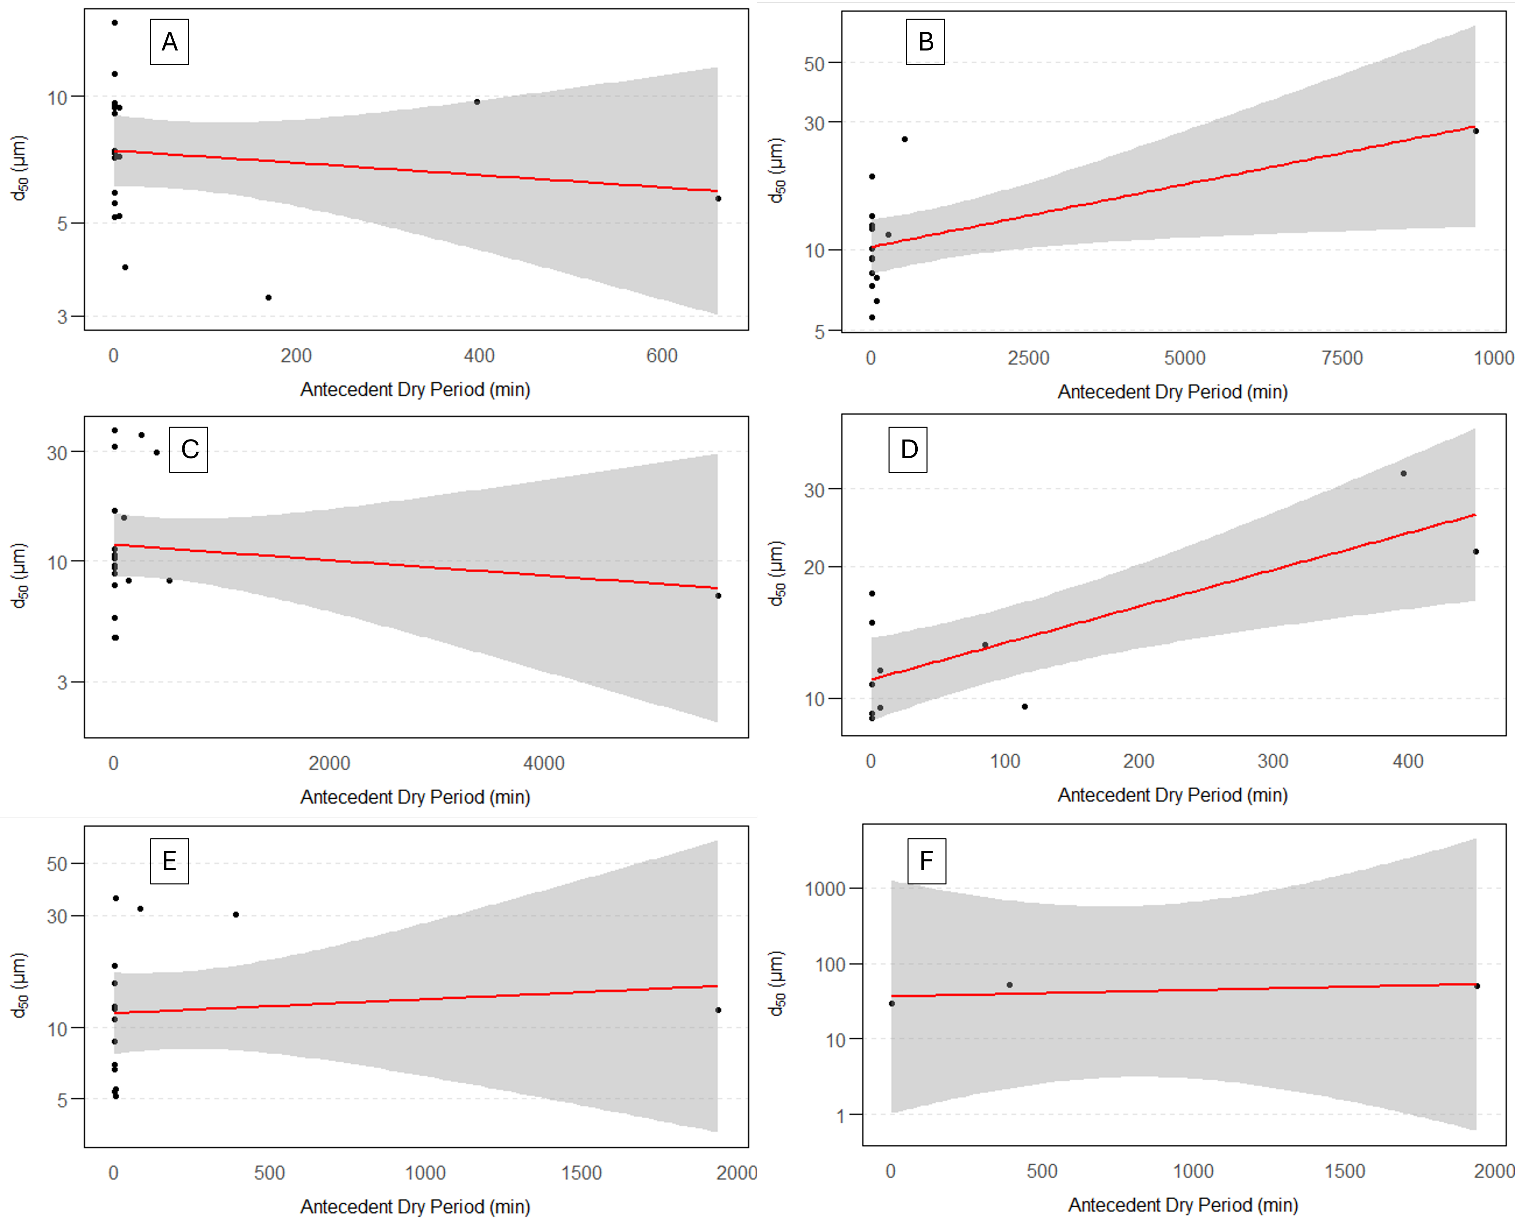 A
d50 (µm)
10
5
3
0 200 400 600
Antecedent Dry Period (min)
B
d50 (µm)
50
30
10
5
0 2500 5000 7500 1000
Antecedent Dry Period (min)
C
d50 (µm)
30
10
3
0 2000 4000
Antecedent Dry Period (min)
D
d50 (µm)
30
20
10
0 100 200 300 400
Antecedent Dry Period (min)
E
d50 (µm)
50
30
10
5
0 500 1000 1500 2000
Antecedent Dry Period (min)
F
d50 (µm)
1000
100
10
1
0 500 1000 1500 2000
Antecedent Dry Period (min)